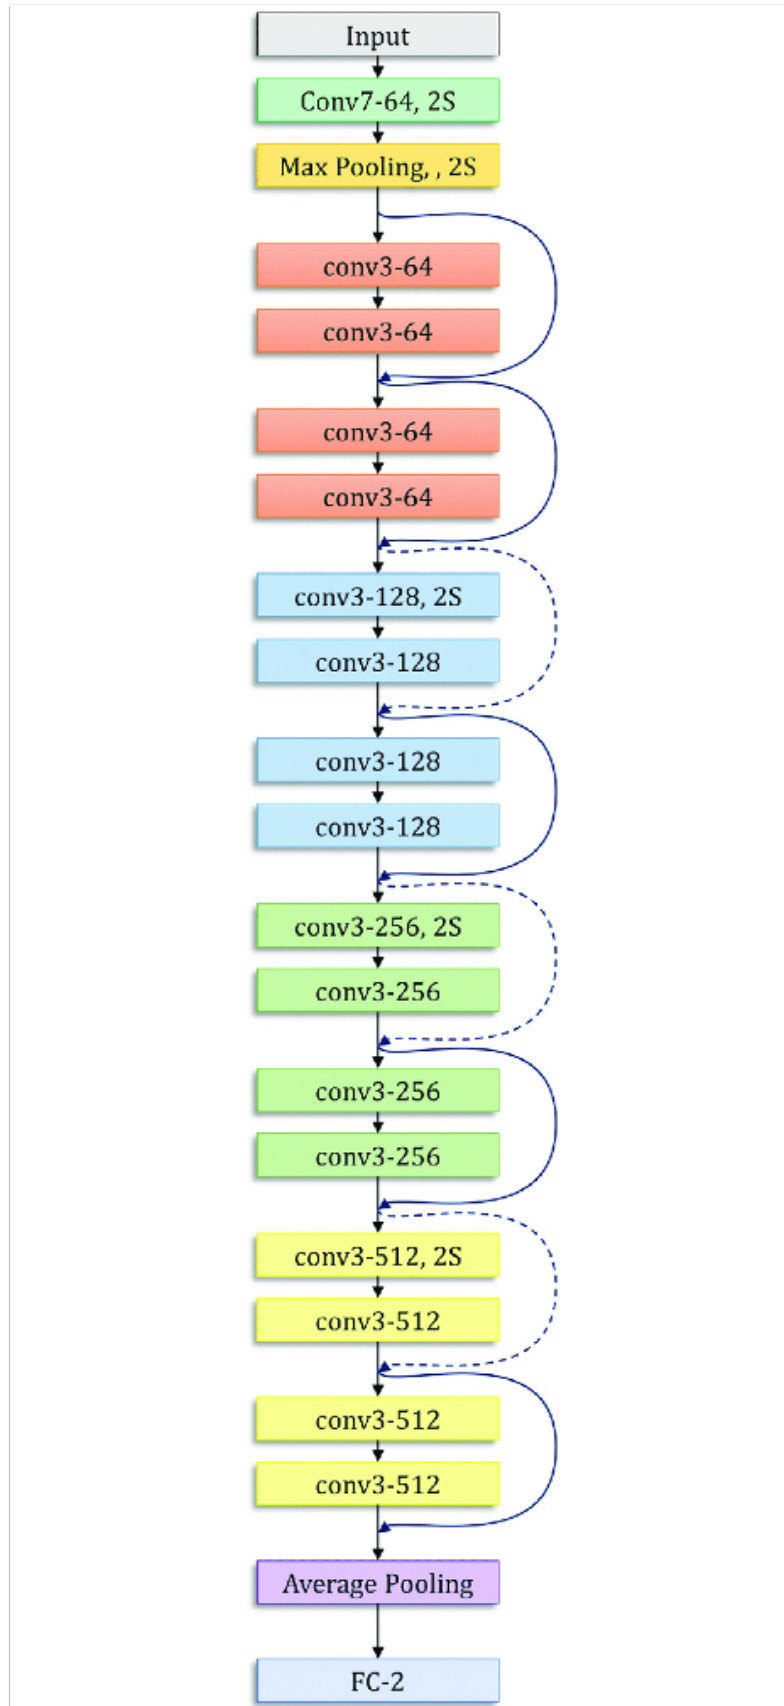 Input
Conv7-64, 2S
Max Pooling, , 2S
conv3-64
conv3-64
conv3-64
conv3-64
conv3-128, 2S
conv3-128
conv3-128
conv3-128
conv3-256, 2S
conv3-256
conv3-256
conv3-256
conv3-512, 2S
conv3-512
conv3-512
conv3-512
Average Pooling
FC-2